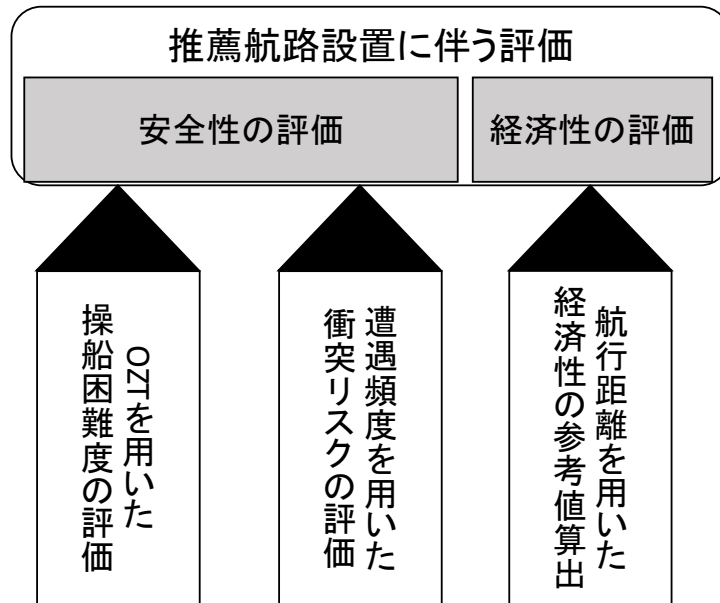 推薦航路設置に伴う評価
安全性の評価
経済性の評価
OZTを用いた
操船困難度の評価
遭遇頻度を用いた
衝突リスクの評価
航行距離を用いた
経済性の参考値算出